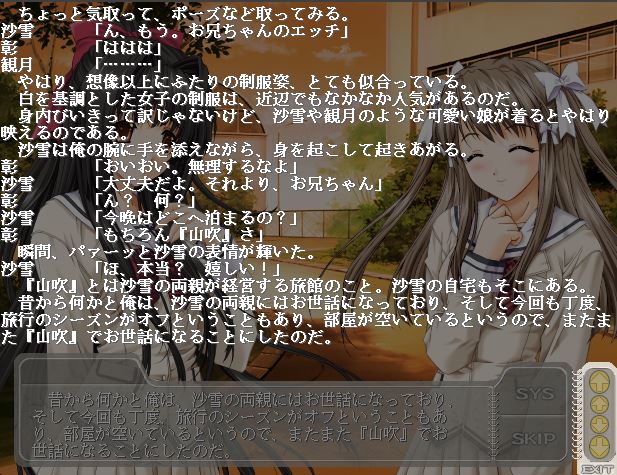 ちょっと気取って、ポーズなど取ってみる。
沙雪　　「ん、もう。お兄ちゃんのエッチ」
彰　　　「ははは」
観月　　「………」
やはり、想像以上にふたりの制服姿、とても似合っている。
白を基調とした女子の制服は、近辺でもなかなか人気があるのだ。
身内びいきって訳じゃないけど、沙雪や観月のような可愛い娘が着るとやはり
映えるのである。
沙雪は俺の腕に手を添えながら、身を起こして起きあがる。
彰　　　「おいおい。無理するなよ」
沙雪　　「大丈夫だよ。それより、お兄ちゃん」
彰　　　「ん？　何？」
沙雪　　「今晩はどこへ泊まるの？」
彰　　　「もちろん『山吹』さ」
瞬間、パァーッと沙雪の表情が輝いた。
沙雪　　「ほ、本当？　嬉しい！」
『山吹』とは沙雪の両親が経営する旅館のこと。沙雪の自宅もそこにある。
昔から何かと俺は、沙雪の両親にはお世話になっており、そして今回も丁度、
旅行のシーズンがオフということもあり、部屋が空いているというので、またま
た『山吹』でお世話になることにしたのだ。
昔から何かと俺は、沙雪の両親にはお世話になっており、
そして今回も丁度、旅行のシーズンがオフということもあ
り、部屋が空いているというので、またまた『山吹』でお
世話になることにしたのだ。
SYS
SKIP
EXIT